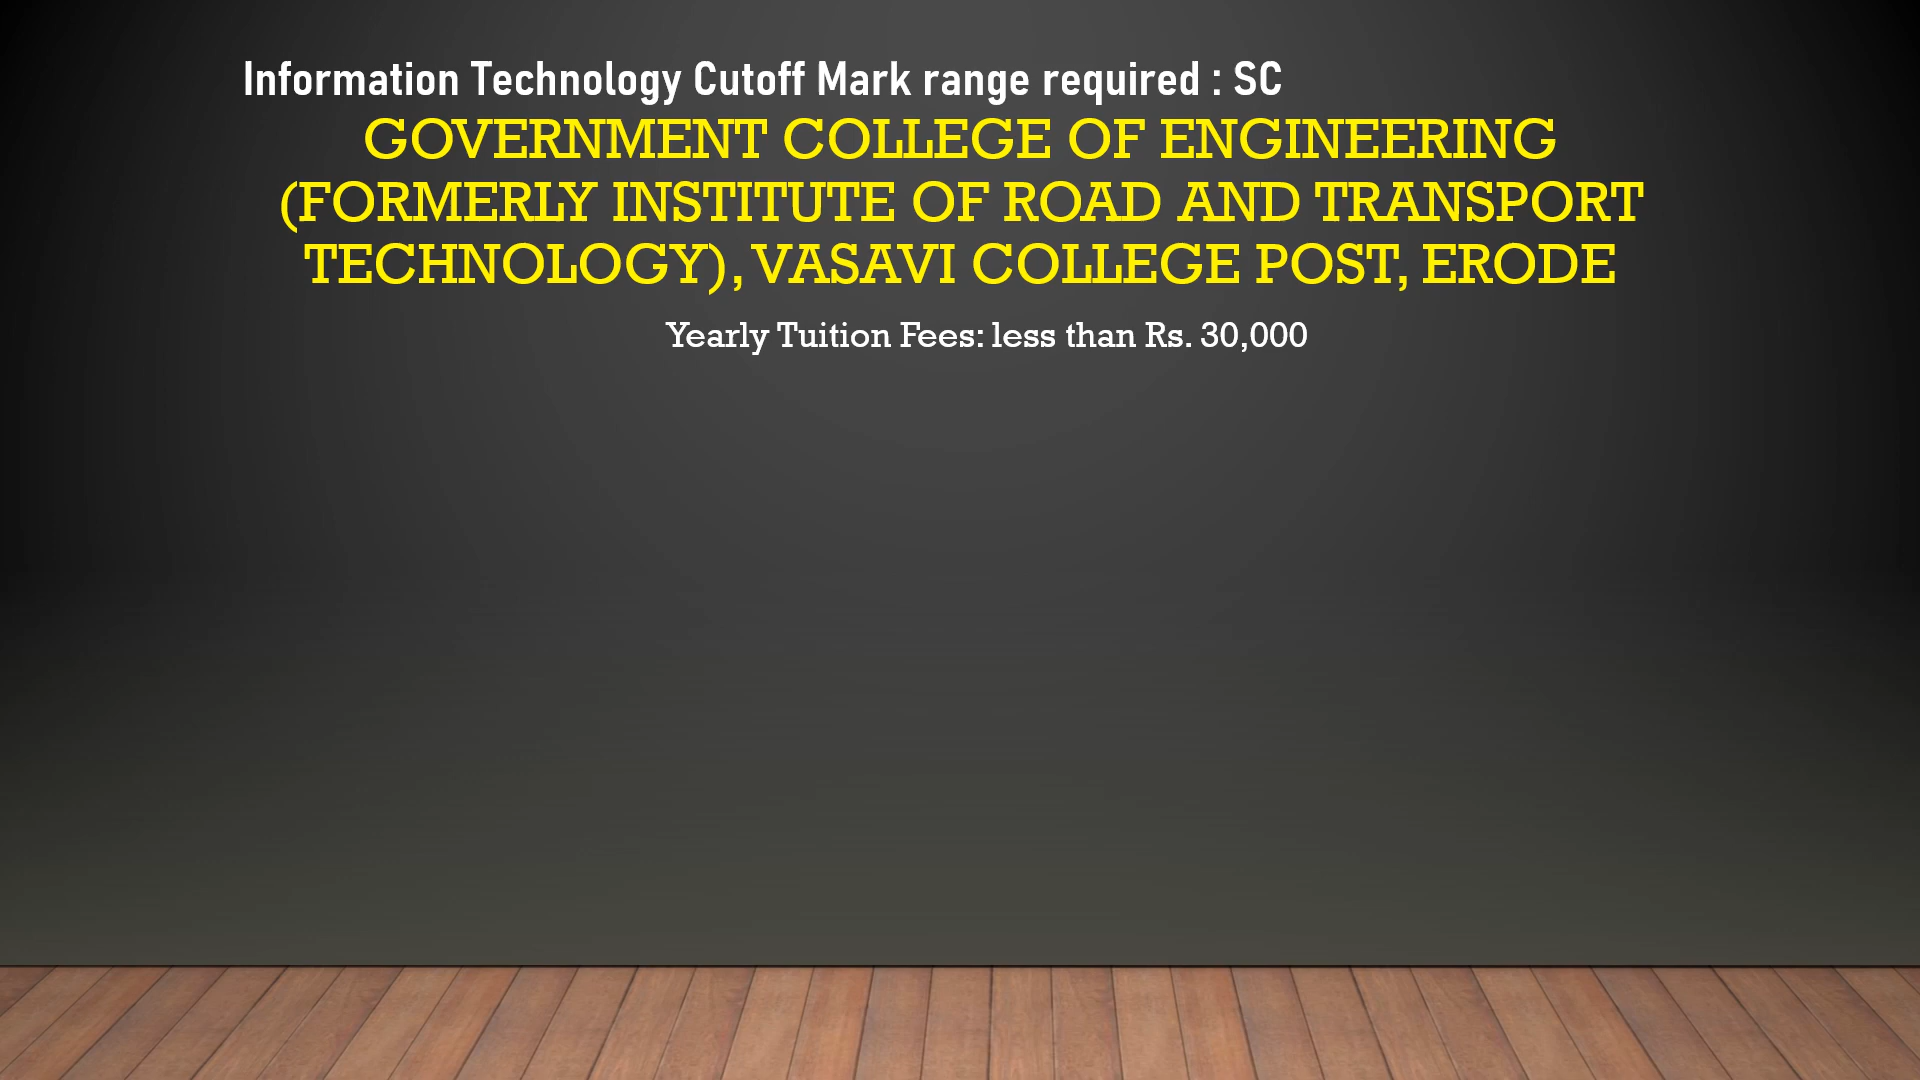 Information Technology Cutoff Mark range required : SC
GOVERNMENT COLLEGE OF ENGINEERING
(FORMERLY INSTITUTE OF ROAD AND TRANSPORT
TECHNOLOGY), VASAVI COLLEGE POST, ERODE
Yearly Tuition Fees: less than Rs. 30,000